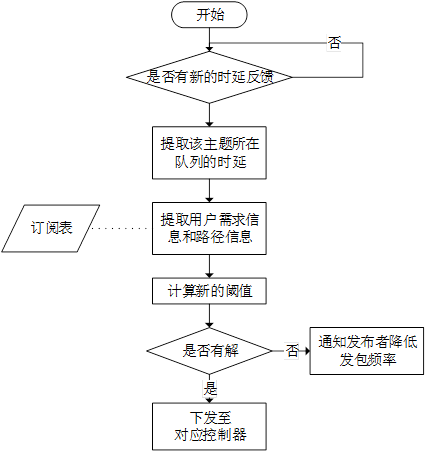 开始
否
是否有新的时延反馈
提取该主题所在
队列的时延
订阅表
提取用户需求信
息和路径信息
计算新的阈值
是否有解
否
通知发布者降低
发包频率
是
下发至
对应控制器